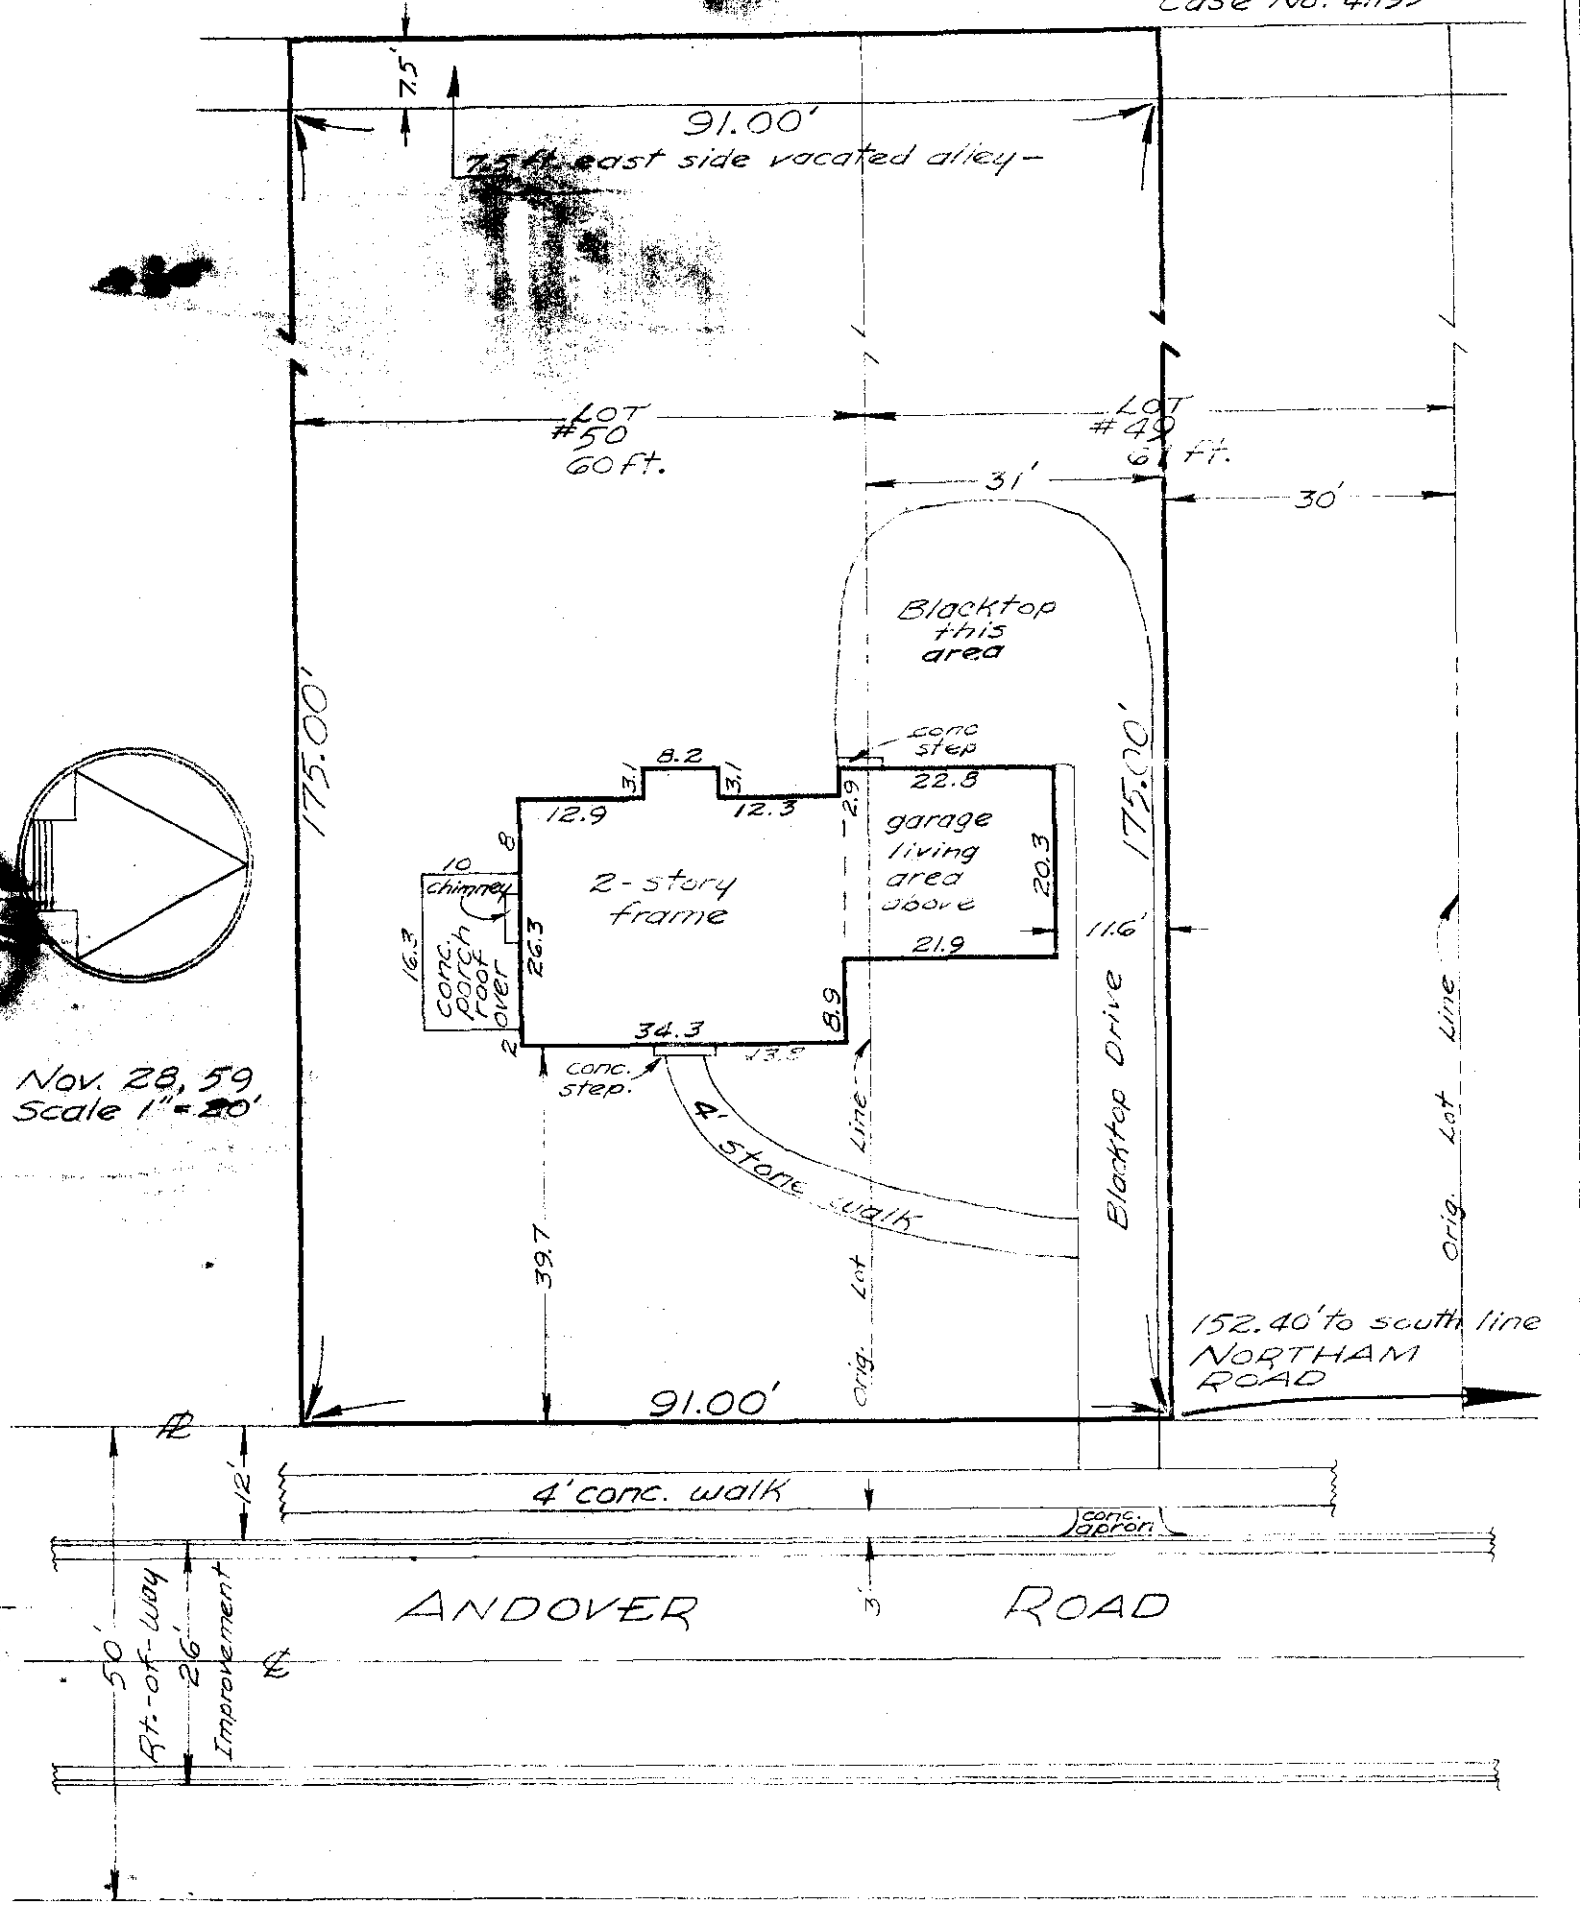 7.5'
91.00'
7.5 ft. east side vacated alley-
LOT
#50
60 ft.
LOT
#49
61 ft.
31'
30'
Blacktop
this
area
175.00'
175.00'
conc
step
8.2
3.1
3.1
12.9
12.3
2.9
22.8
garage
living
area
above
20.3
8
10
chimney
2-story
frame
16.3
conc.
porch
roof
over
26.3
21.9
11.6'
8.9
34.3
2
13.8
conc.
step.
Nov. 28, 59
Scale 1"=20'
4' stone walk
39.7
Orig. Lot Line
Blacktop Drive
Orig. Lot Line
152.40' to south line
NORTHAM
ROAD
91.00'
PL
12'
4' conc. walk
conc.
apron
3'
ANDOVER ROAD
50'
Rt.-of-Way
26'
Improvement
CL